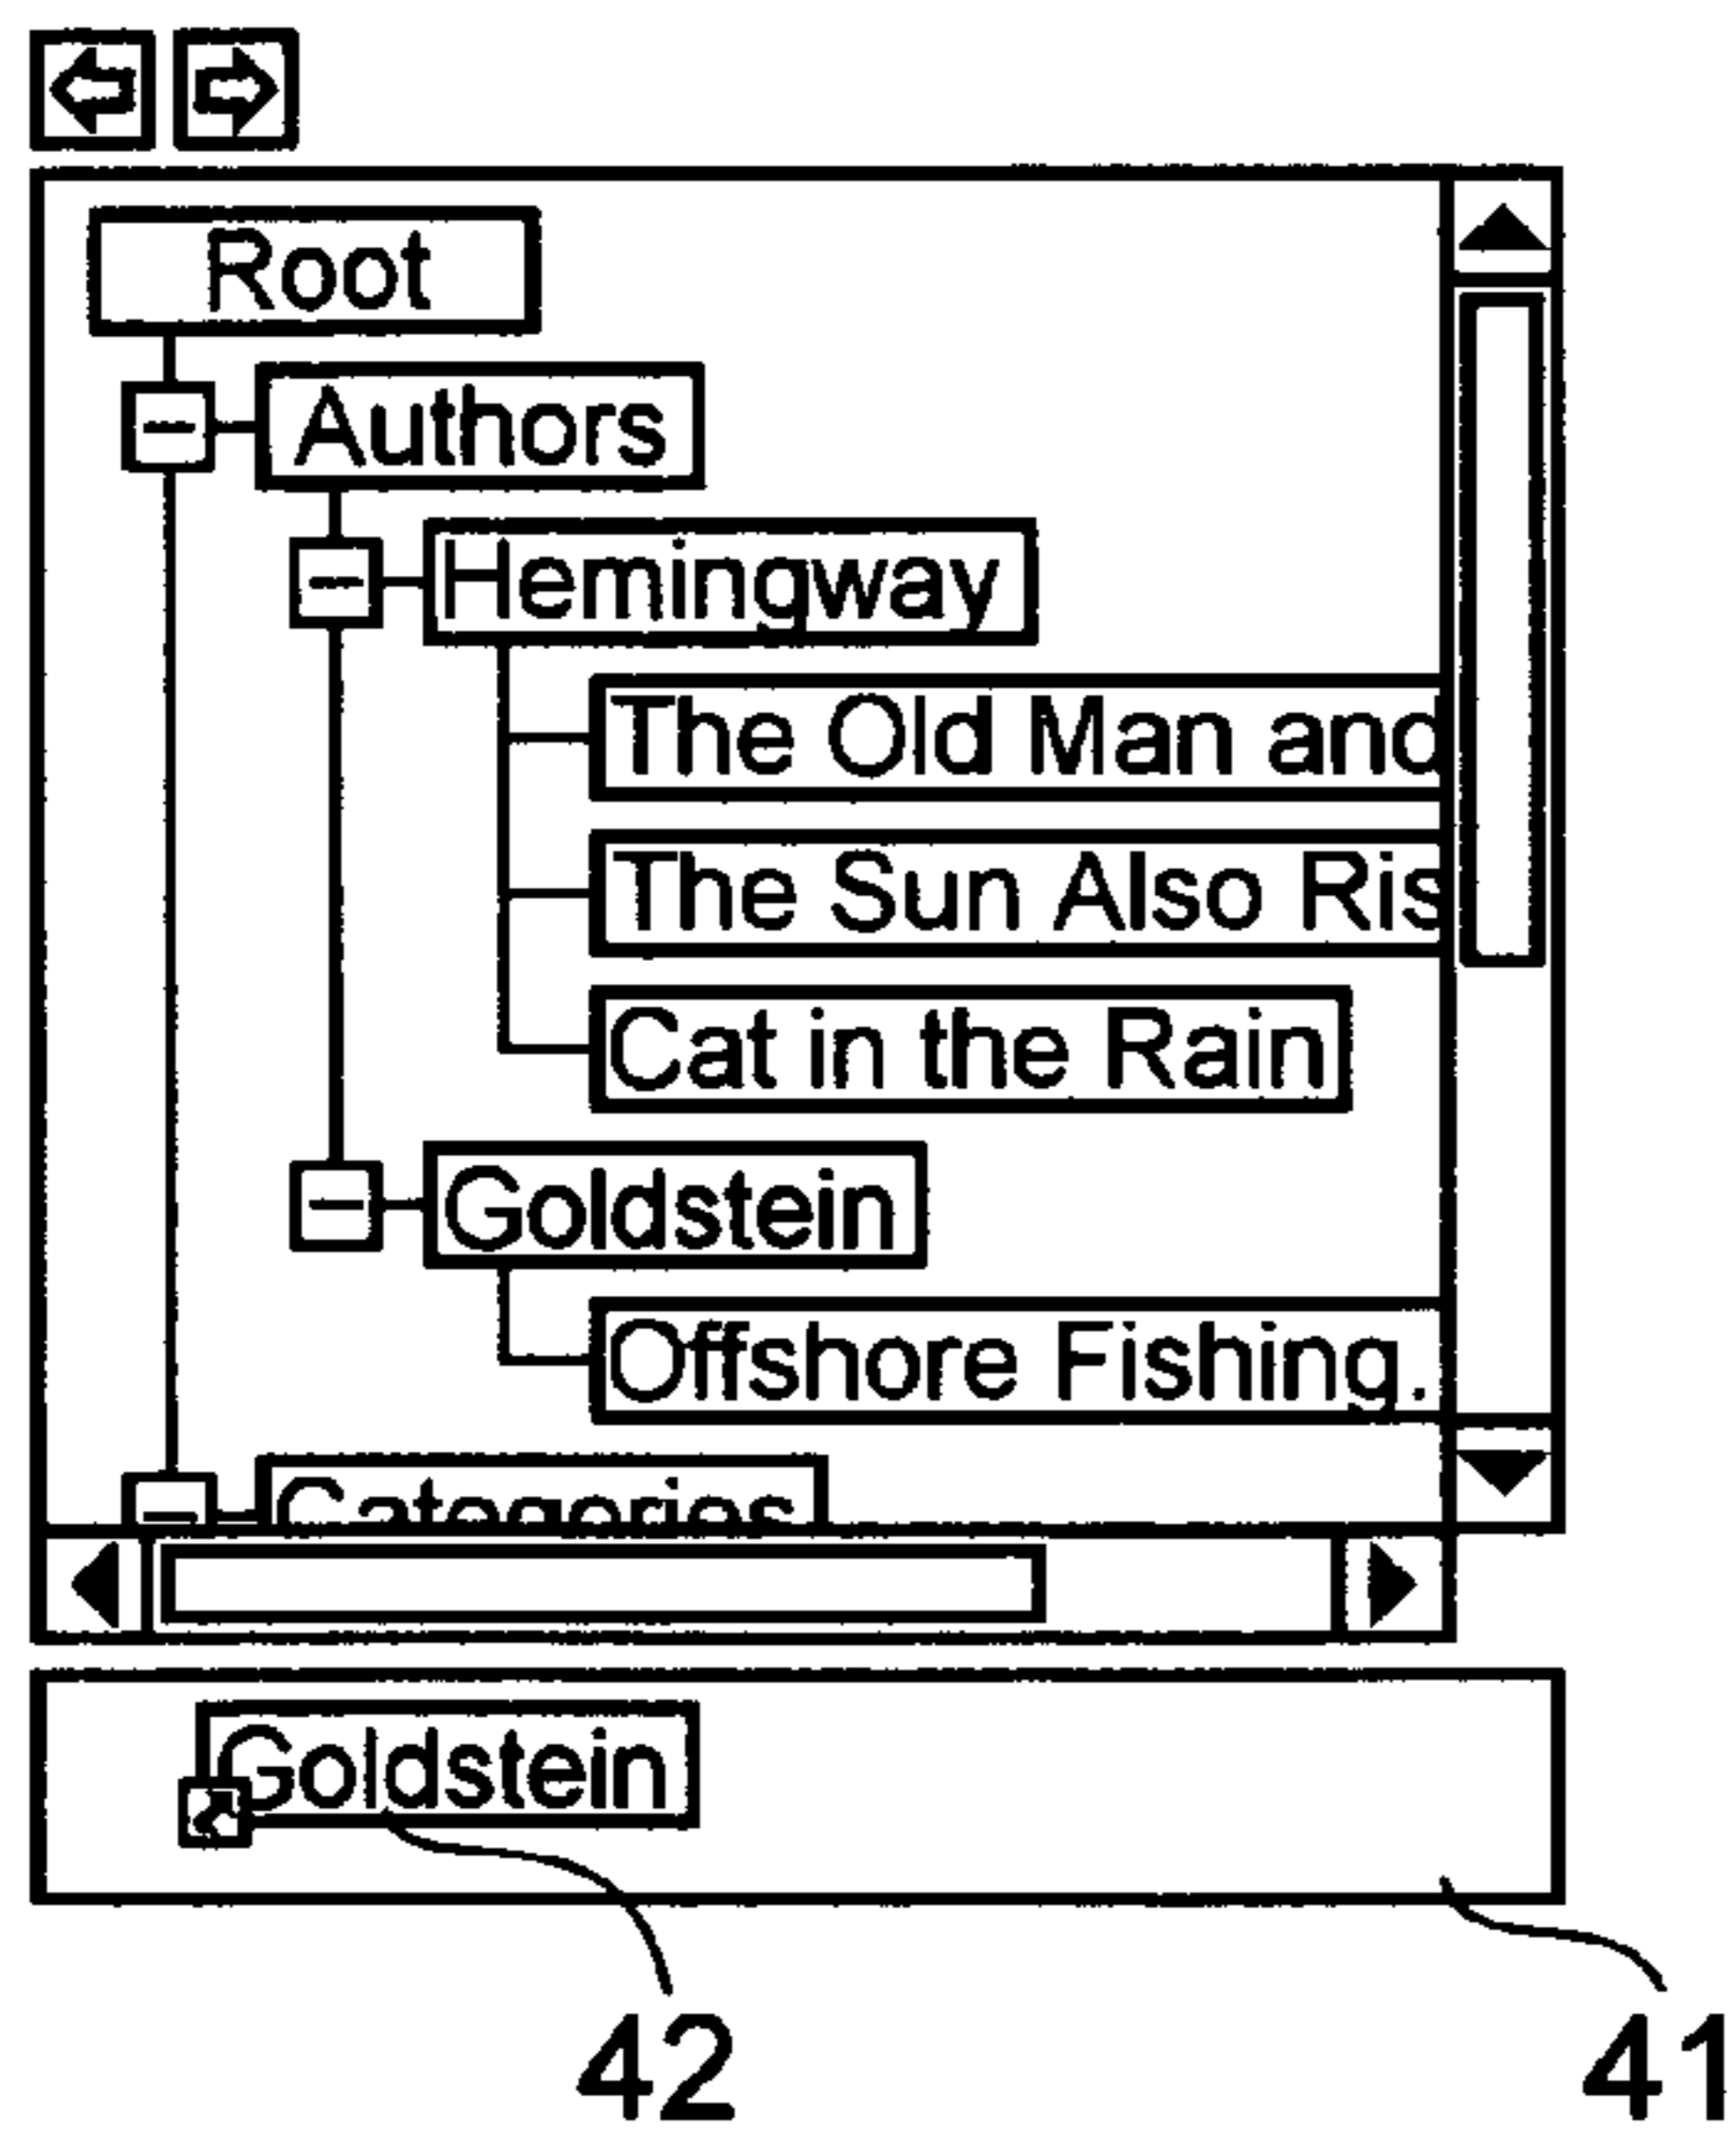 Root
Authors
Hemingway
The Old Man and
The Sun Also Ris
Cat in the Rain
Goldstein
Offshore Fishing.
Categories
Goldstein
42
41